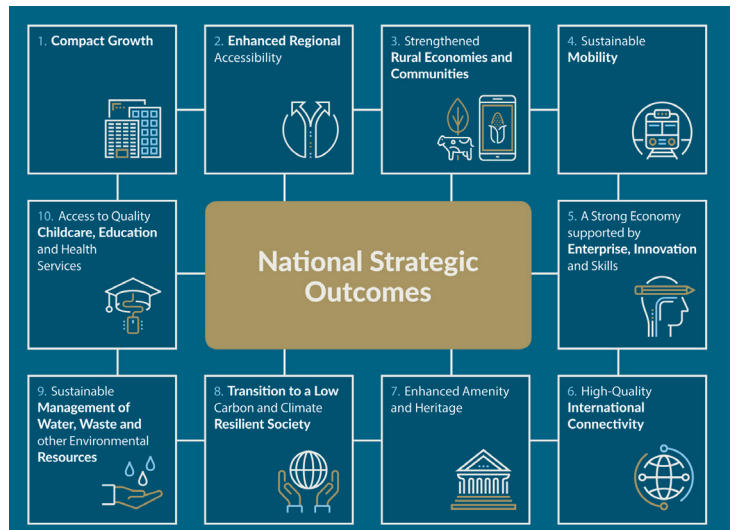 1. Compact Growth
2. Enhanced Regional
Accessibility
3. Strengthened
Rural Economies and
Communities
4. Sustainable
Mobility
10. Access to Quality
Childcare, Education
and Health
Services
National Strategic
Outcomes
5. A Strong Economy
supported by
Enterprise, Innovation
and Skills
9. Sustainable
Management of
Water, Waste and
other Environmental
Resources
8. Transition to a Low
Carbon and Climate
Resilient Society
7. Enhanced Amenity
and Heritage
6. High-Quality
International
Connectivity